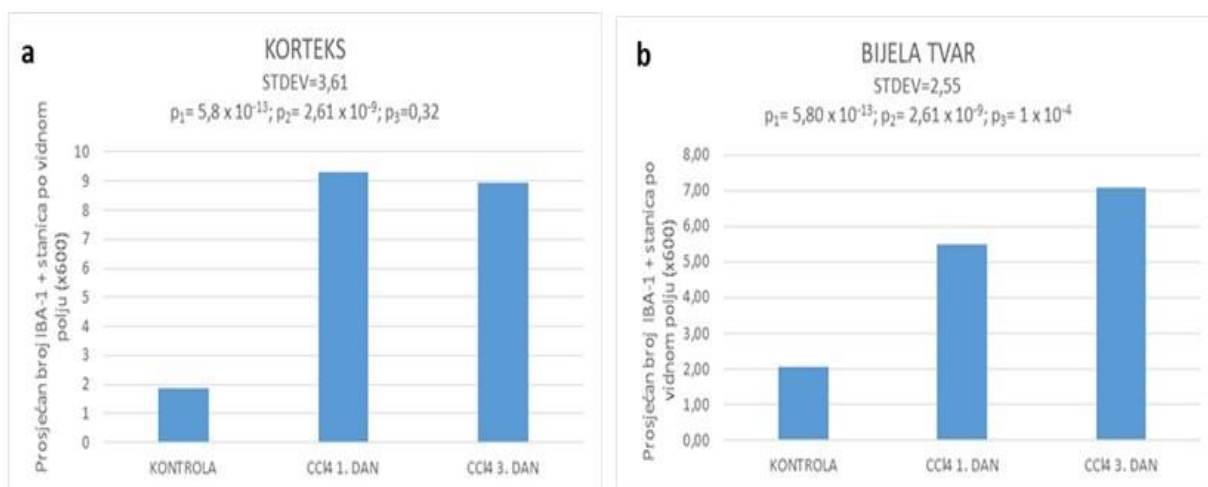 a
KORTEKS
STDEV=3,61
p₁= 5,8 x 10⁻¹³; p₂= 2,61 x 10⁻⁹; p₃=0,32
Prosječan broj IBA-1 + stanica po vidnom
polju (x600)
10
9
8
7
6
5
4
3
2
1
0
KONTROLA
CCl4 1. DAN
CCl4 3. DAN
b
BIJELA TVAR
STDEV=2,55
p₁= 5,80 x 10⁻¹³; p₂= 2,61 x 10⁻⁹; p₃= 1 x 10⁻⁴
Prosječan broj IBA-1 + stanica po
vidnom polju (x600)
8,00
7,00
6,00
5,00
4,00
3,00
2,00
1,00
0,00
KONTROLA
CCl4 1. DAN
CCl4 3. DAN